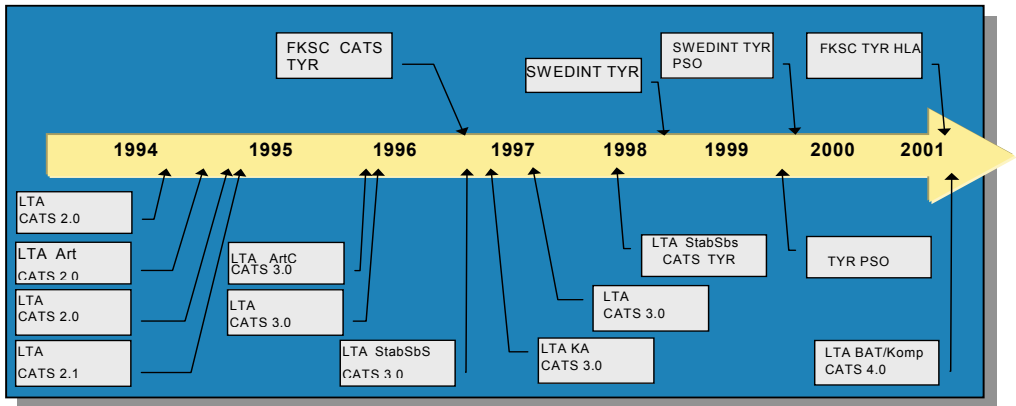 FKSC CATS
TYR
SWEDINT TYR
SWEDINT TYR
PSO
FKSC TYR HLA
1994 1995 1996 1997 1998 1999 2000 2001
LTA
CATS 2.0
LTA Art
CATS 2.0
LTA
CATS 2.0
LTA
CATS 2.1
LTA ArtC
CATS 3.0
LTA
CATS 3.0
LTA StabSbS
CATS 3.0
LTA KA
CATS 3.0
LTA
CATS 3.0
LTA StabSbs
CATS TYR
TYR PSO
LTA BAT/Komp
CATS 4.0